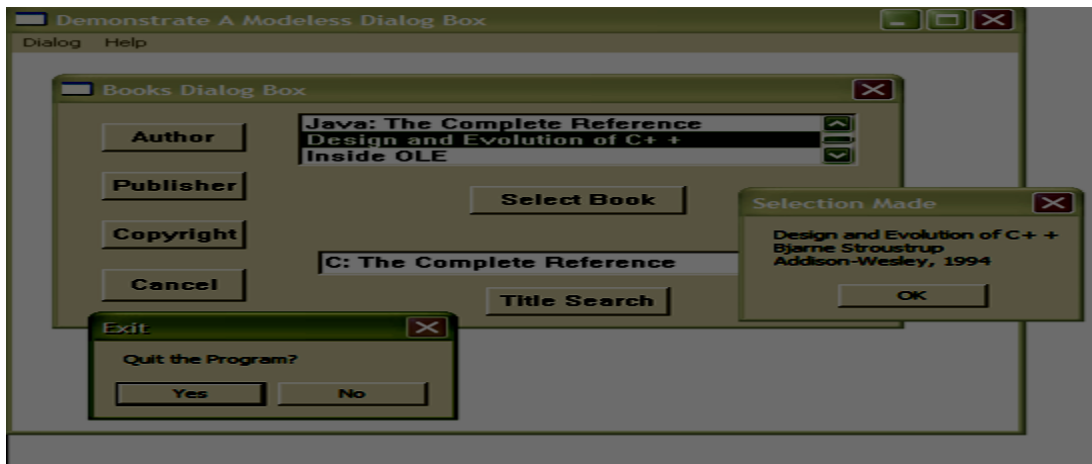 Demonstrate A Modeless Dialog Box
Dialog Help
Books Dialog Box
Author
Publisher
Copyright
Cancel
Java: The Complete Reference
Design and Evolution of C+ +
Inside OLE
Select Book
C: The Complete Reference
Title Search
Selection Made
Design and Evolution of C+ +
Bjarne Stroustrup
Addison-Wesley, 1994
OK
Exit
Quit the Program?
Yes No